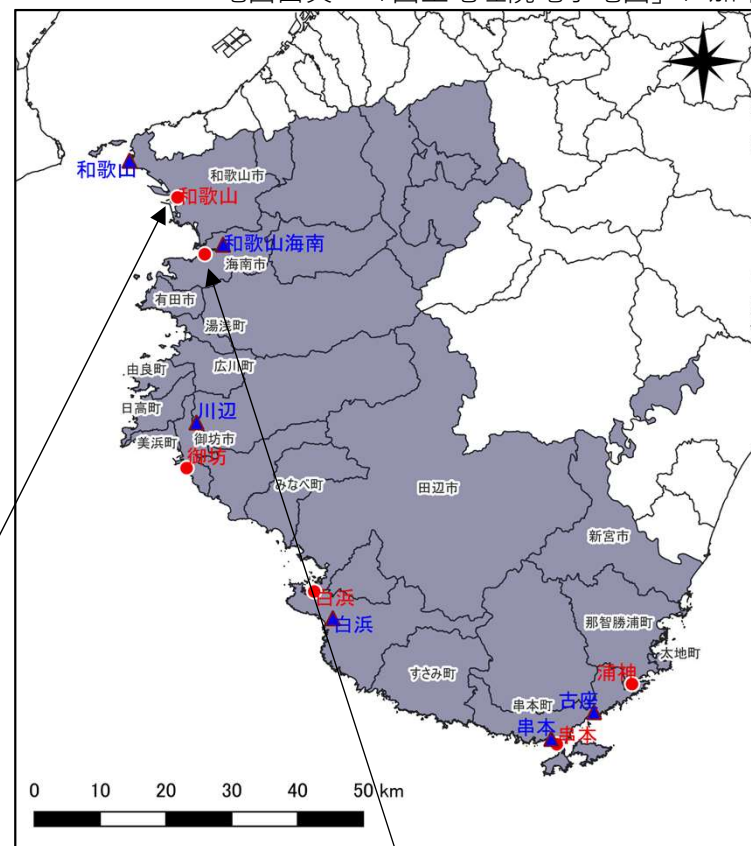 和歌山
和歌山市
和歌山
和歌山海南
海南市
有田市
湯浅町
広川町
由良町
日高町
川辺
美浜町
御坊市
御坊
みなべ町
田辺市
新宮市
白浜
白浜
那智勝浦町
太地町
すさみ町
浦神
串本町
古座
串本
串本
0 10 20 30 40 50 km